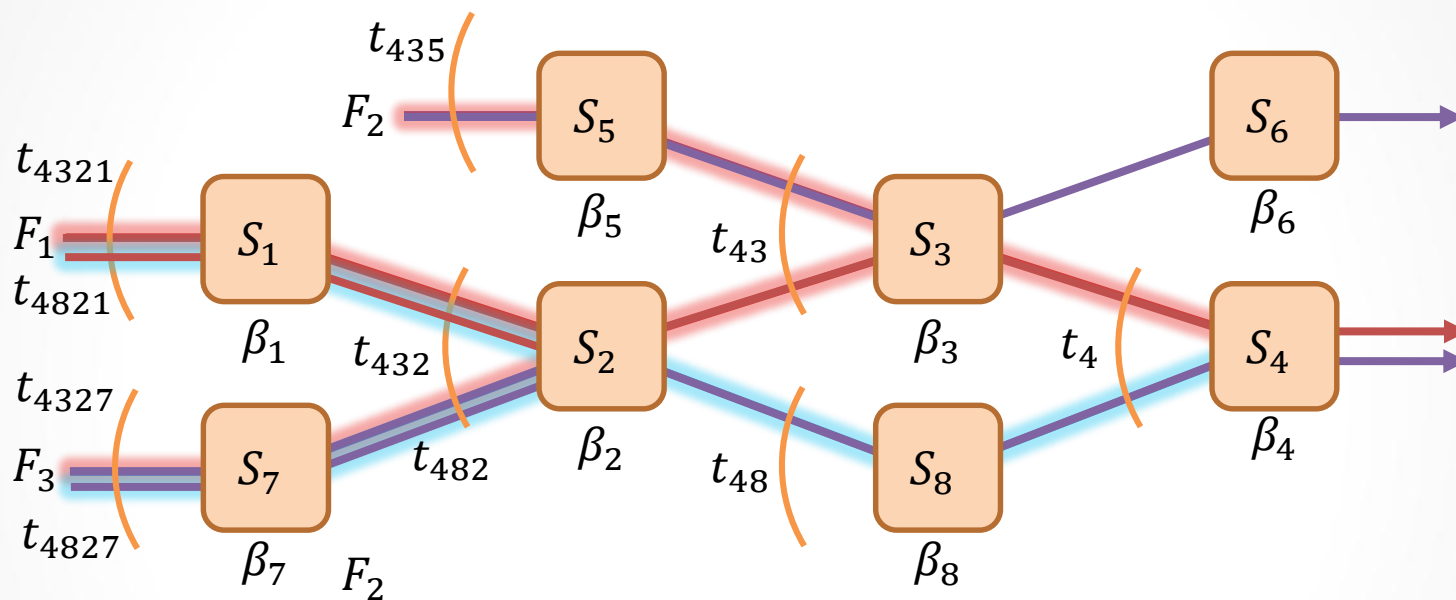 t₄₃₅
F₂
S₅
β₅
S₆
β₆
t₄₃₂₁
F₁
t₄₈₂₁
S₁
β₁
t₄₃
S₃
β₃
t₄₃₂
S₂
β₂
t₄
S₄
β₄
t₄₃₂₇
F₃
t₄₈₂₇
S₇
β₇
t₄₈₂
t₄₈
S₈
β₈
F₂